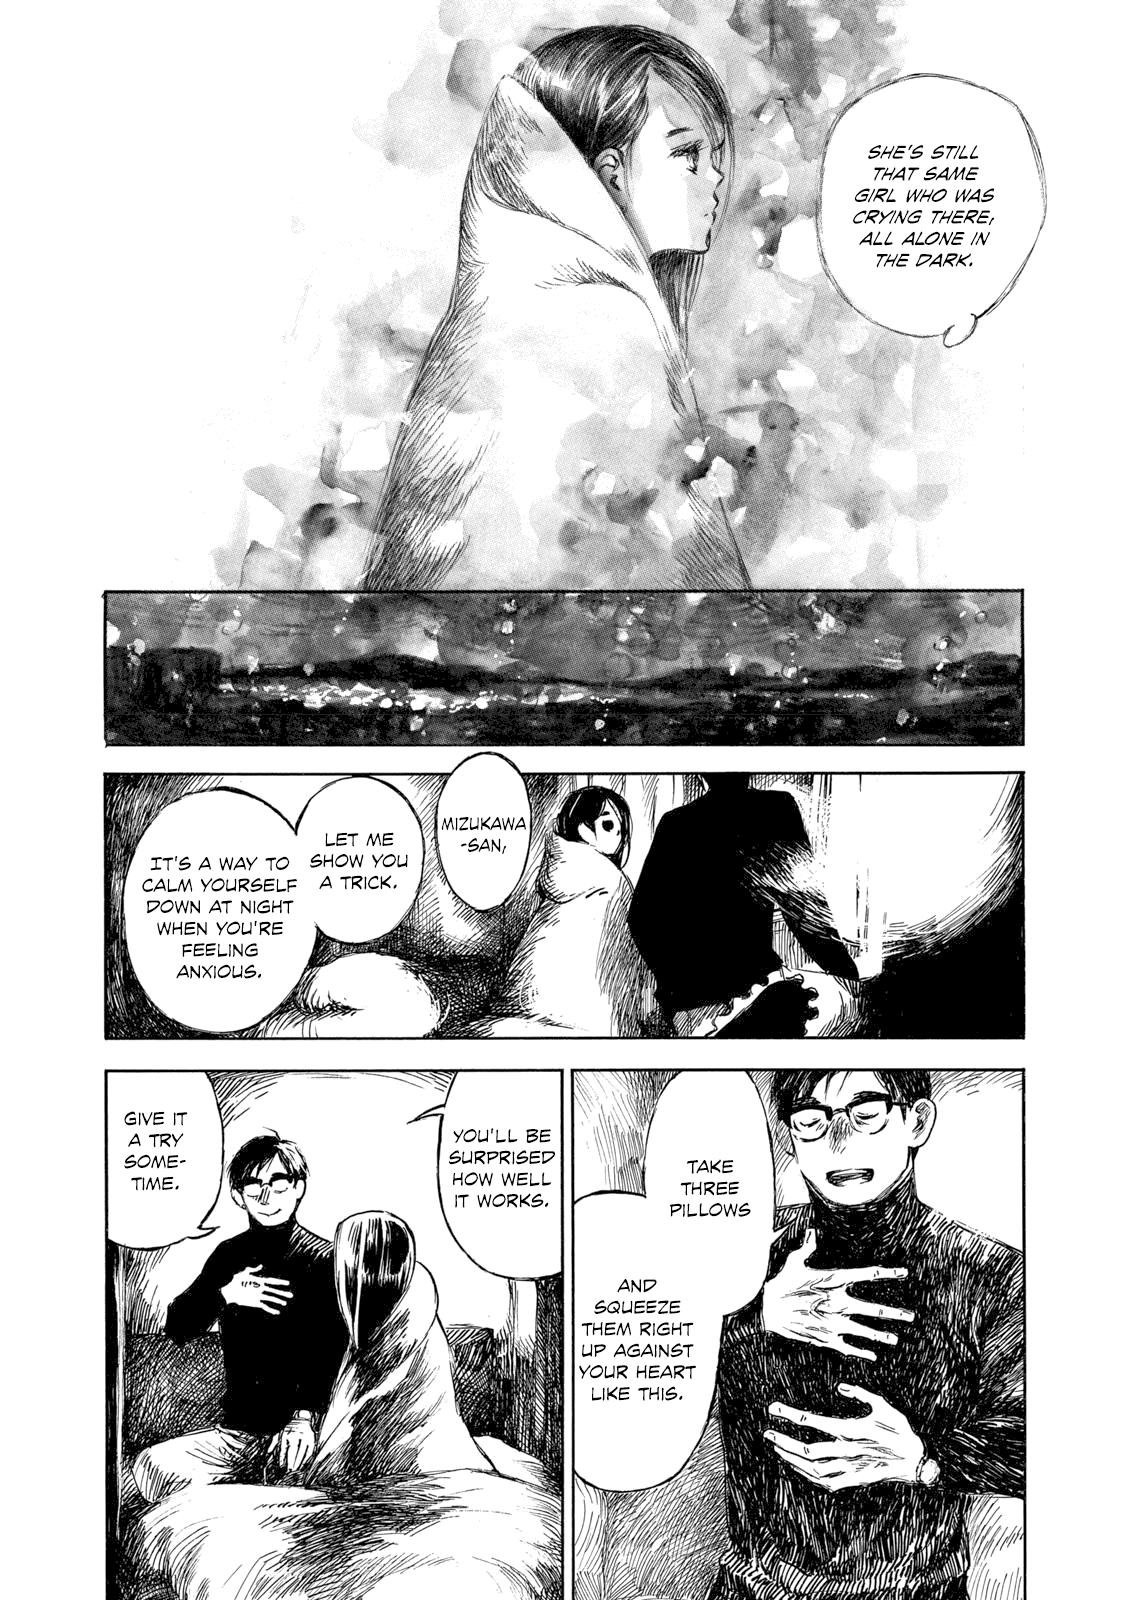 SHE'S STILL
THAT SAME
GIRL WHO WAS
CRYING THERE,
ALL ALONE IN
THE DARK.
MIZUKAWA
-SAN,
LET ME
SHOW YOU
A TRICK.
IT'S A WAY TO
CALM YOURSELF
DOWN AT NIGHT
WHEN YOU'RE
FEELING
ANXIOUS.
TAKE
THREE
PILLOWS
AND
SQUEEZE
THEM RIGHT
UP AGAINST
YOUR HEART
LIKE THIS.
YOU'LL BE
SURPRISED
HOW WELL
IT WORKS.
GIVE IT
A TRY
SOME-
TIME.